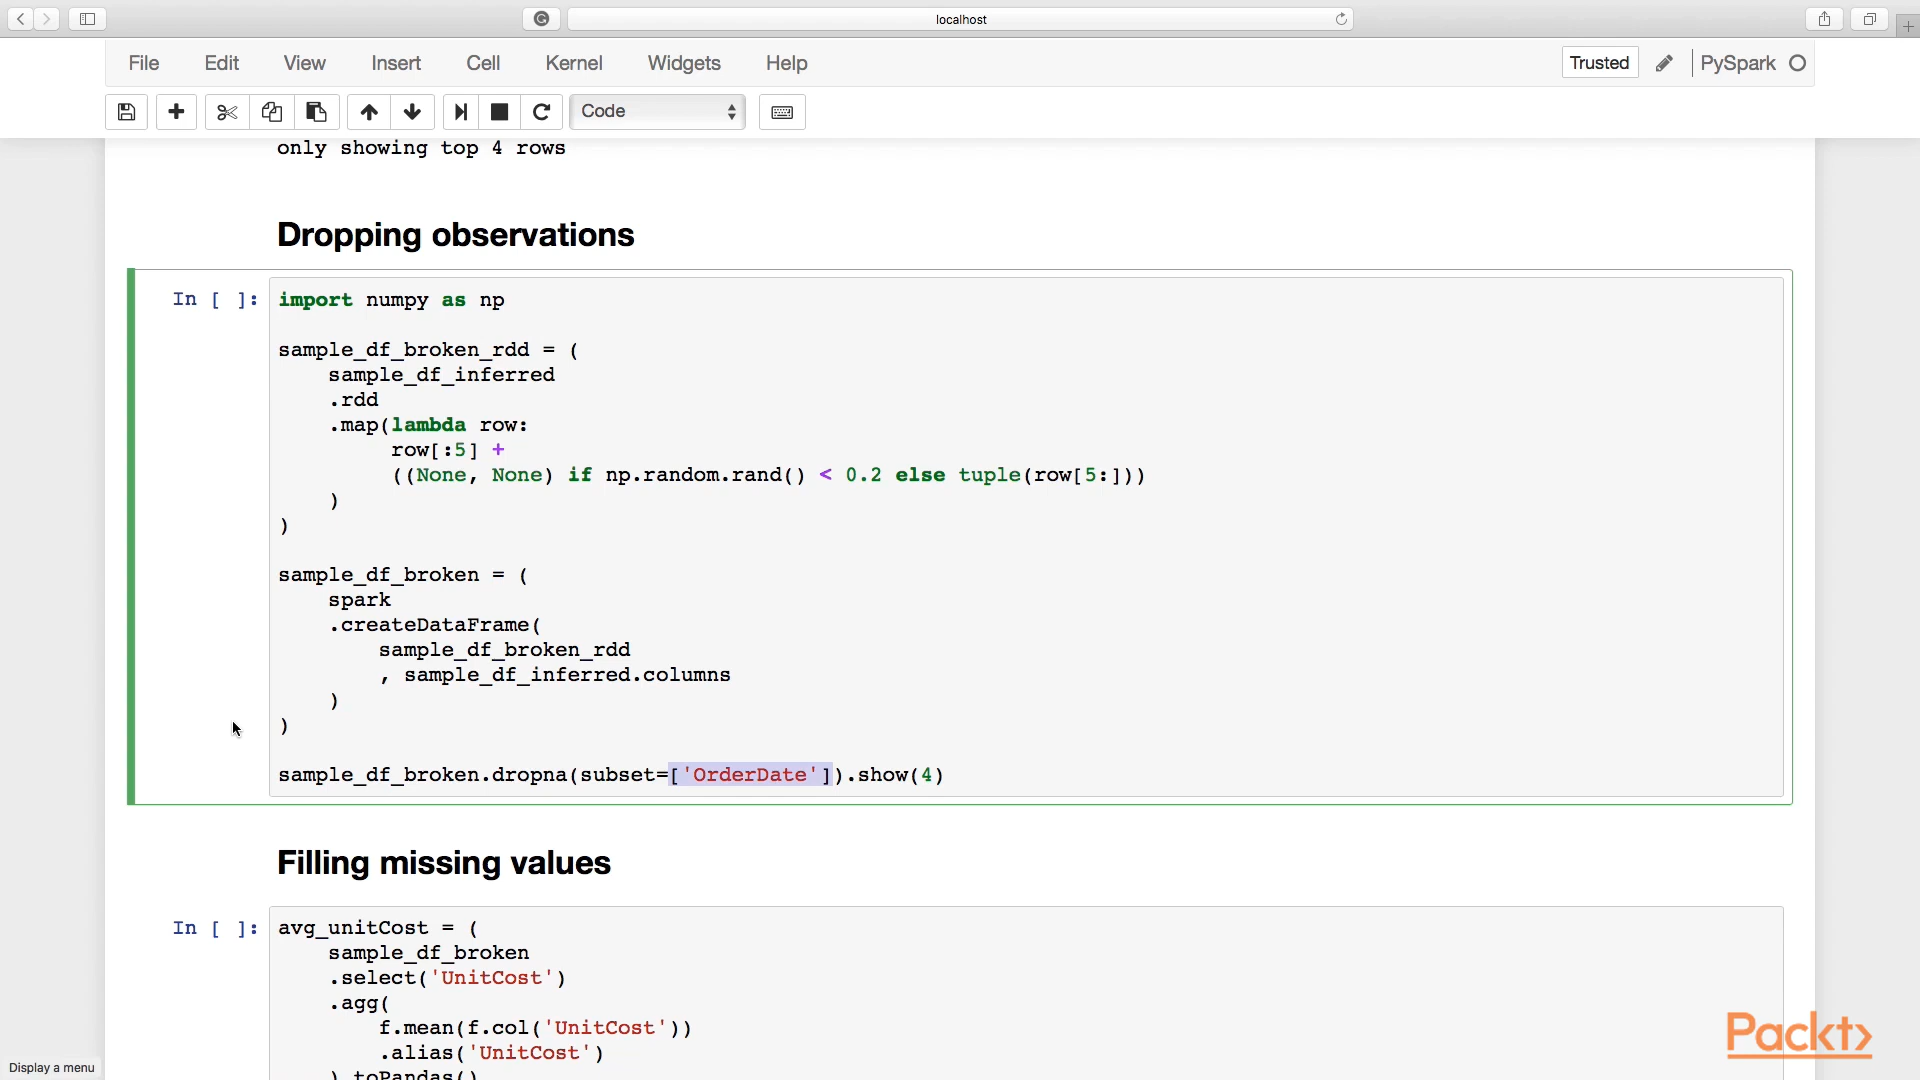 localhost
File Edit View Insert Cell Kernel Widgets Help Trusted PySpark
Code
only showing top 4 rows
Dropping observations
In [ ]: import numpy as np
sample_df_broken_rdd = (
    sample_df_inferred
    .rdd
    .map(lambda row:
         row[:5] +
         ((None, None) if np.random.rand() < 0.2 else tuple(row[5:]))
    )
)
sample_df_broken = (
    spark
    .createDataFrame(
        sample_df_broken_rdd
        , sample_df_inferred.columns
    )
)
sample_df_broken.dropna(subset=['OrderDate']).show(4)
Filling missing values
In [ ]: avg_unitCost = (
    sample_df_broken
    .select('UnitCost')
    .agg(
        f.mean(f.col('UnitCost'))
        .alias('UnitCost')
    ).toPandas()
Packt>
Display a menu